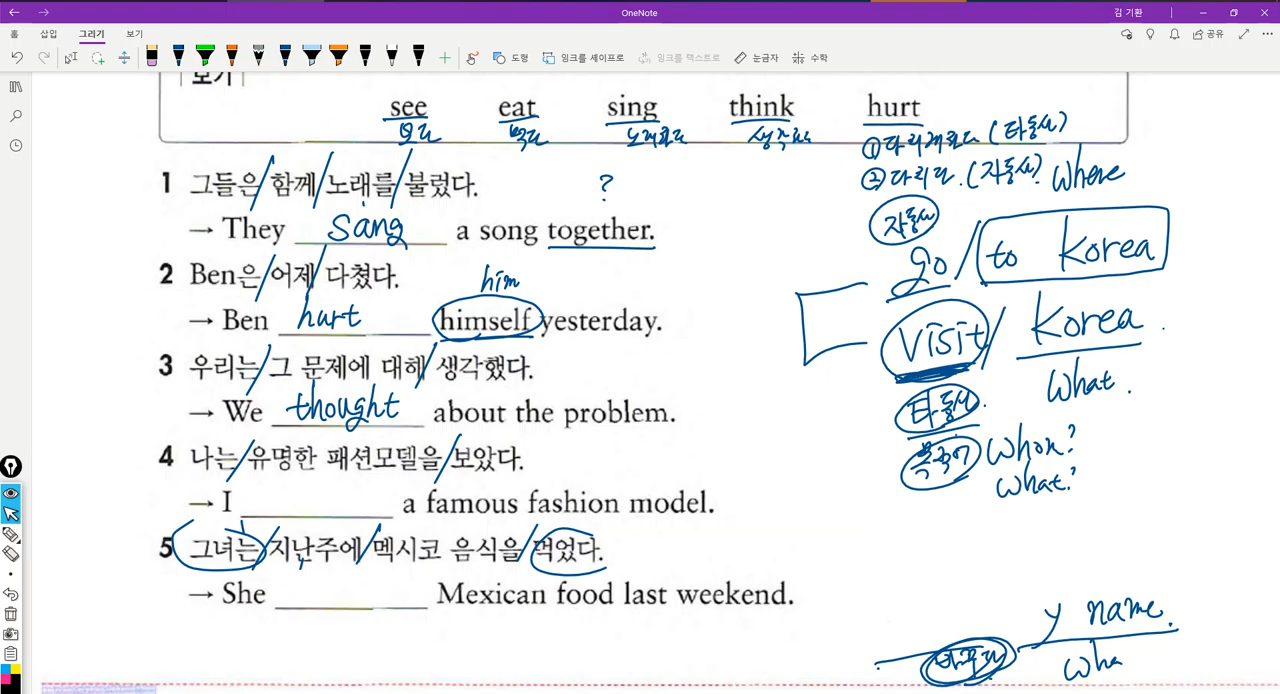 OneNote
김 기환
홈 삽입 그리기 보기
공유
도형 잉크를 셰이프로 잉크를 텍스트로 눈금자 수학
보기
see eat sing think hurt
보다 먹다 노래하다 생각하다
①다리게하다 (타동사)
②다리다. (자동사) where
1 그들은/함께/노래를/불렀다. ?
→ They sang a song together.
자동사
go / to Korea
2 Ben은/어제/다쳤다.
him
→ Ben hurt himself yesterday.
visit / Korea
what.
3 우리는/그 문제에 대해/생각했다.
→ We thought about the problem.
타동사.
목적어 whom?
what?
4 나는/유명한 패션모델을/보았다.
→ I ________ a famous fashion model.
5 그녀는/지난주에/멕시코 음식을/먹었다.
→ She ________ Mexican food last weekend.
y name.
바꾸다 wha